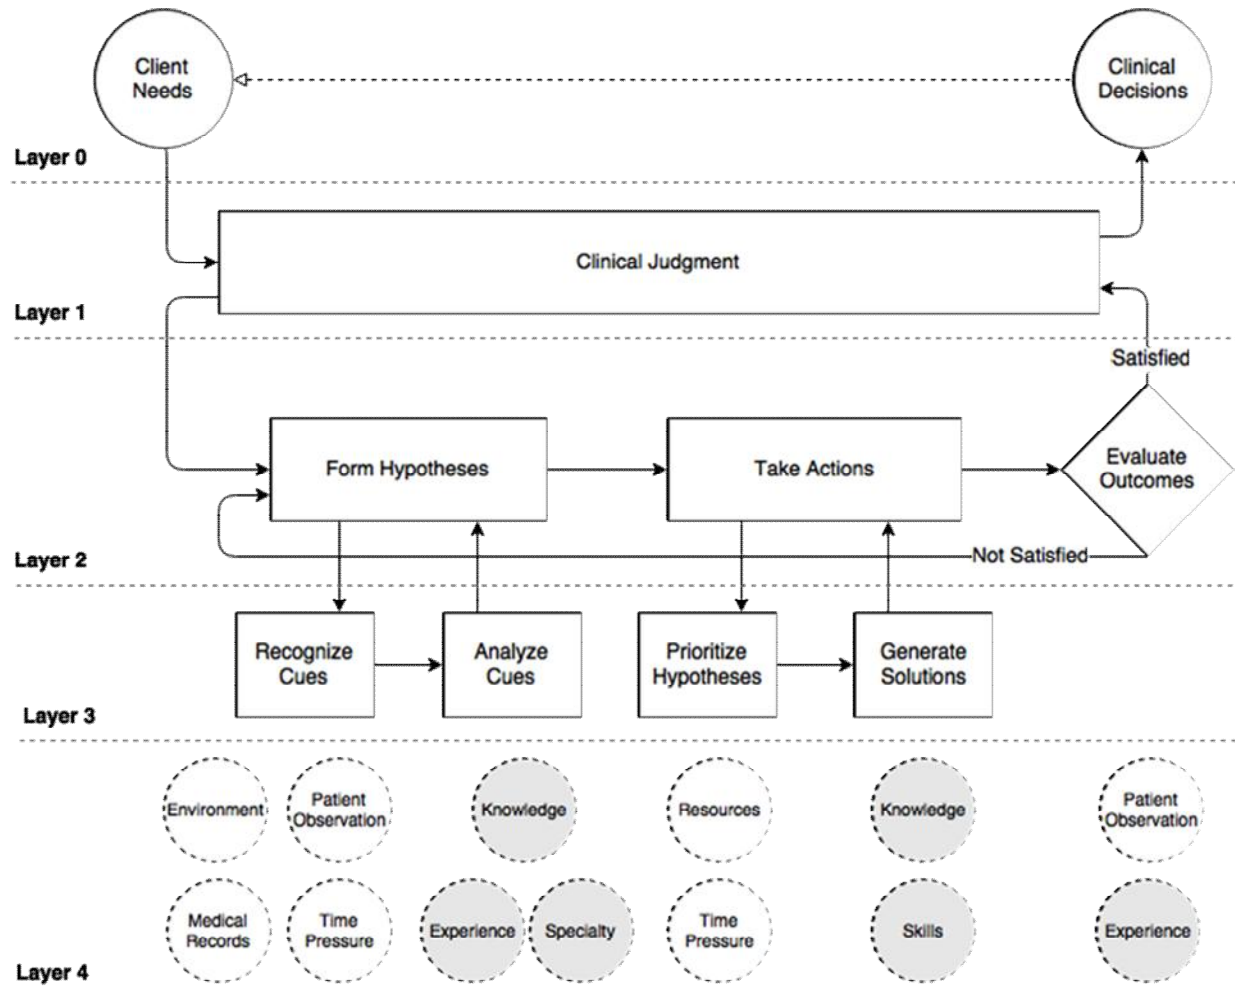 Client
Needs
Clinical
Decisions
Layer 0
Clinical Judgment
Layer 1
Satisfied
Form Hypotheses
Take Actions
Evaluate
Outcomes
Layer 2
Not Satisfied
Recognize
Cues
Analyze
Cues
Prioritize
Hypotheses
Generate
Solutions
Layer 3
Environment
Patient
Observation
Knowledge
Resources
Knowledge
Patient
Observation
Medical
Records
Time
Pressure
Experience
Specialty
Time
Pressure
Skills
Experience
Layer 4